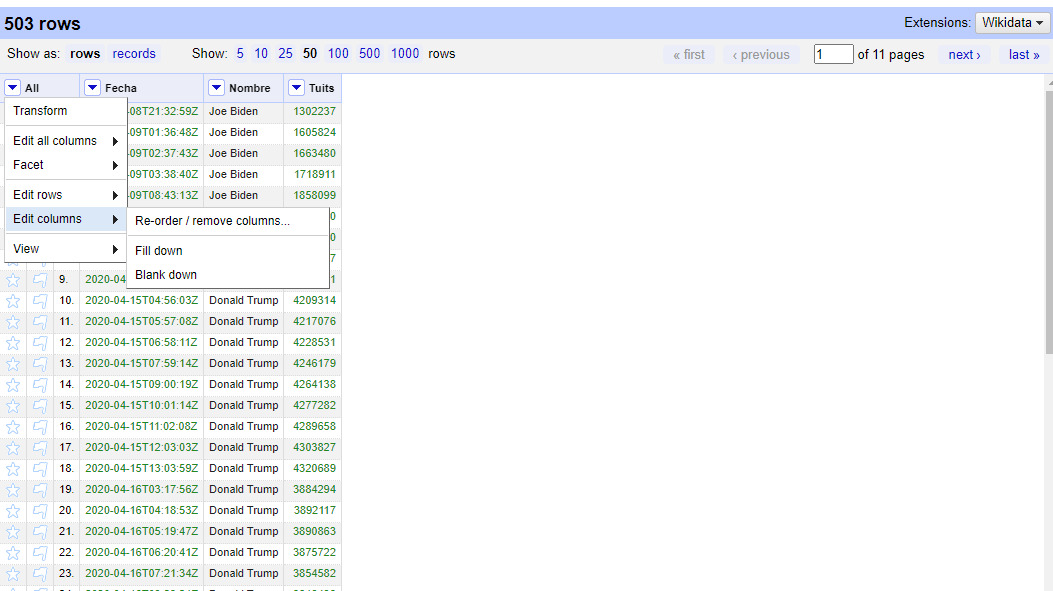 503 rows
Extensions: Wikidata
Show as: rows records Show: 5 10 25 50 100 500 1000 rows « first ‹ previous 1 of 11 pages next › last »
All Fecha Nombre Tuits
Transform
Edit all columns
Facet
Edit rows
Edit columns
View
Re-order / remove columns...
Fill down
Blank down
-08T21:32:59Z Joe Biden 1302237
-09T01:36:48Z Joe Biden 1605824
-09T02:37:43Z Joe Biden 1663480
-09T03:38:40Z Joe Biden 1718911
-09T08:43:13Z Joe Biden 1858099
0
0
7
9. 2020-04 1
10. 2020-04-15T04:56:03Z Donald Trump 4209314
11. 2020-04-15T05:57:08Z Donald Trump 4217076
12. 2020-04-15T06:58:11Z Donald Trump 4228531
13. 2020-04-15T07:59:14Z Donald Trump 4246179
14. 2020-04-15T09:00:19Z Donald Trump 4264138
15. 2020-04-15T10:01:14Z Donald Trump 4277282
16. 2020-04-15T11:02:08Z Donald Trump 4289658
17. 2020-04-15T12:03:03Z Donald Trump 4303827
18. 2020-04-15T13:03:59Z Donald Trump 4320689
19. 2020-04-16T03:17:56Z Donald Trump 3884294
20. 2020-04-16T04:18:53Z Donald Trump 3892117
21. 2020-04-16T05:19:47Z Donald Trump 3890863
22. 2020-04-16T06:20:41Z Donald Trump 3875722
23. 2020-04-16T07:21:34Z Donald Trump 3854582